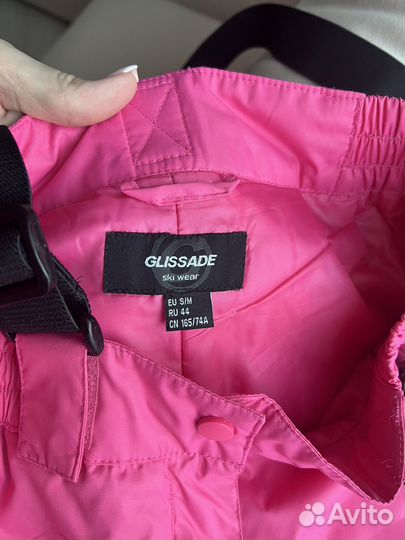 GLISSADE
ski wear
EU S/M
RU 44
CN 165/74A
Avito